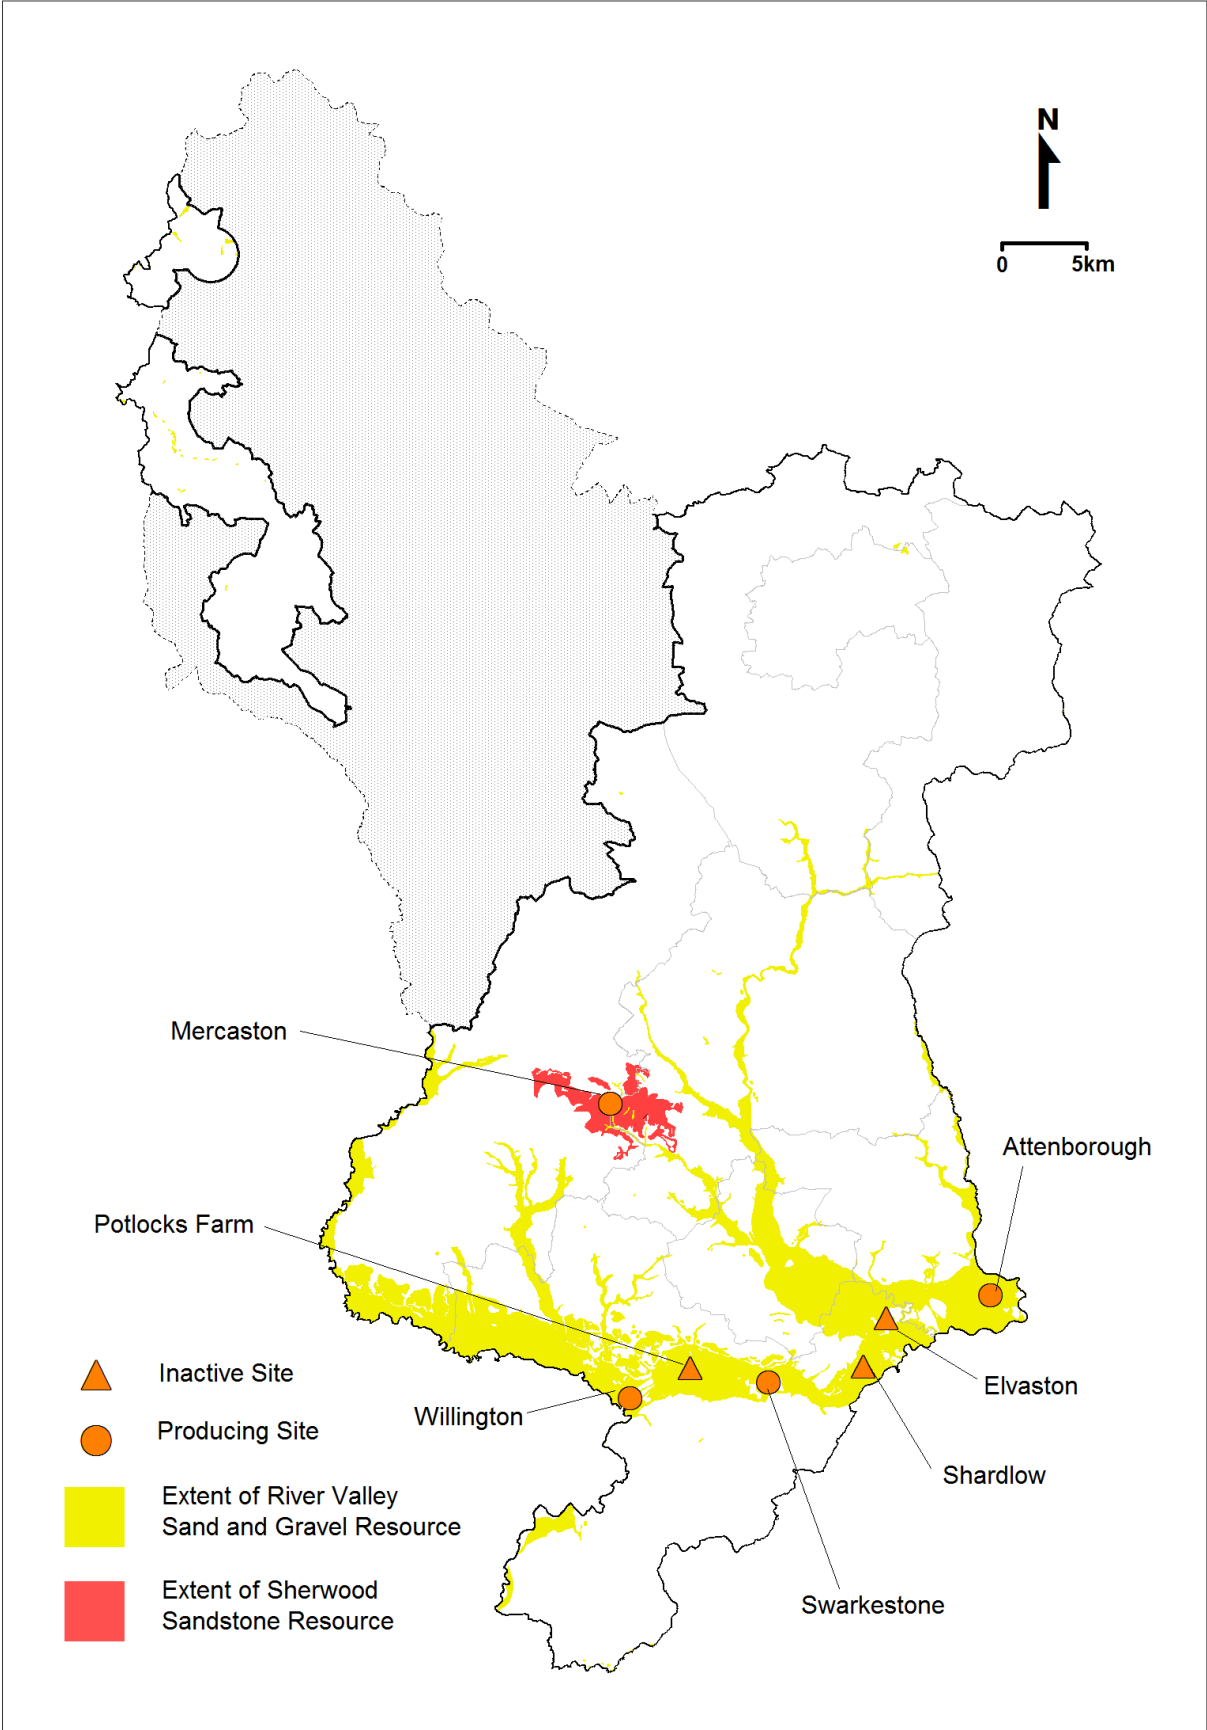 N
0 5km
Mercaston
Attenborough
Potlocks Farm
Inactive Site
Elvaston
Willington
Producing Site
Shardlow
Extent of River Valley
Sand and Gravel Resource
Extent of Sherwood
Sandstone Resource
Swarkestone